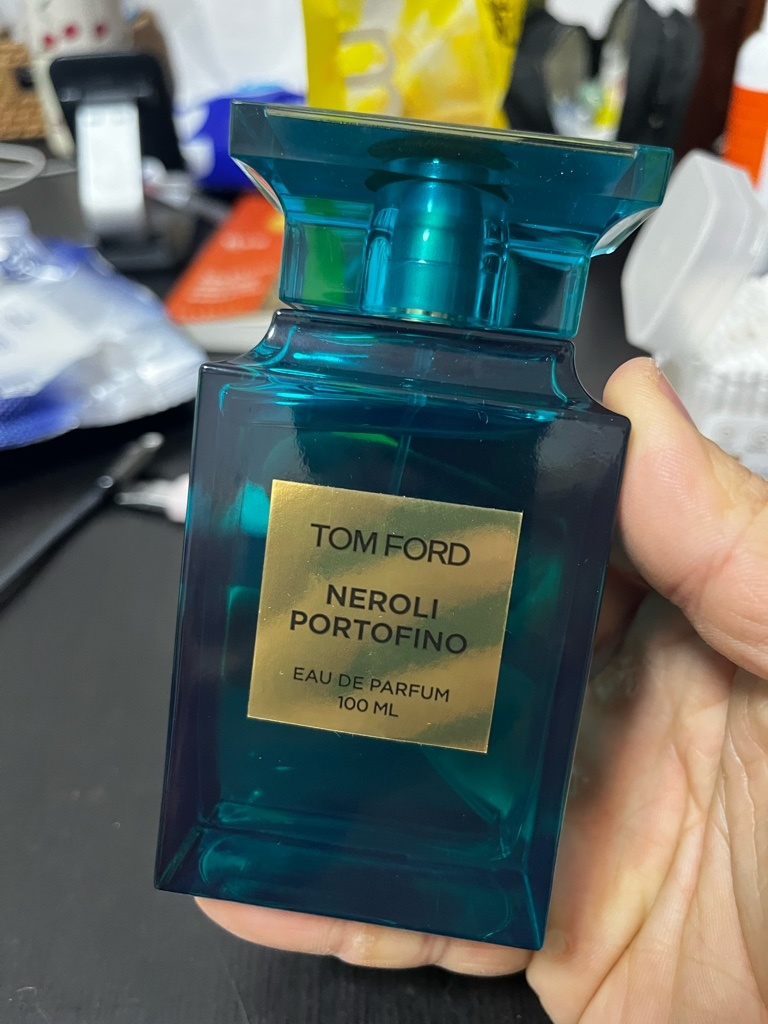 TOM FORD
NEROLI
PORTOFINO
EAU DE PARFUM
100 ML